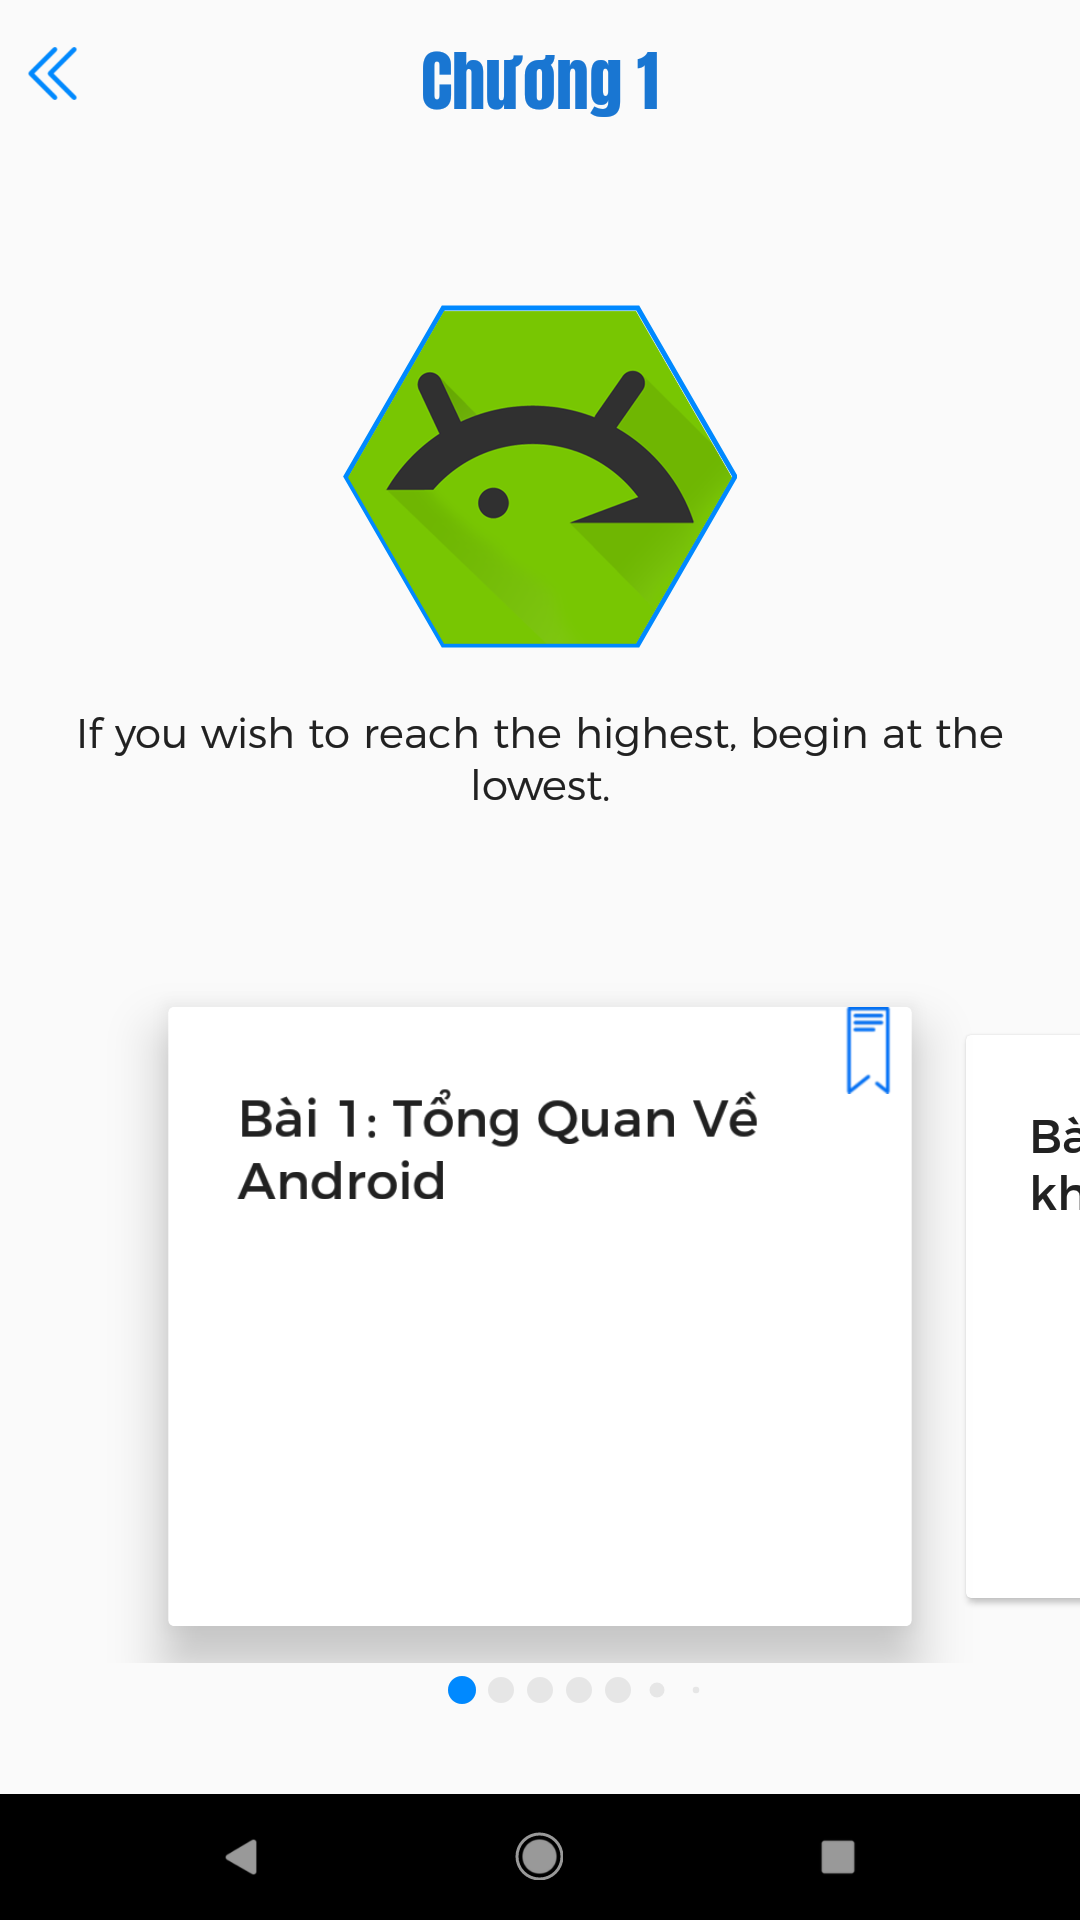 Chương 1
If you wish to reach the highest, begin at the
lowest.
Bài 1: Tổng Quan Về
Android
Bà
kh